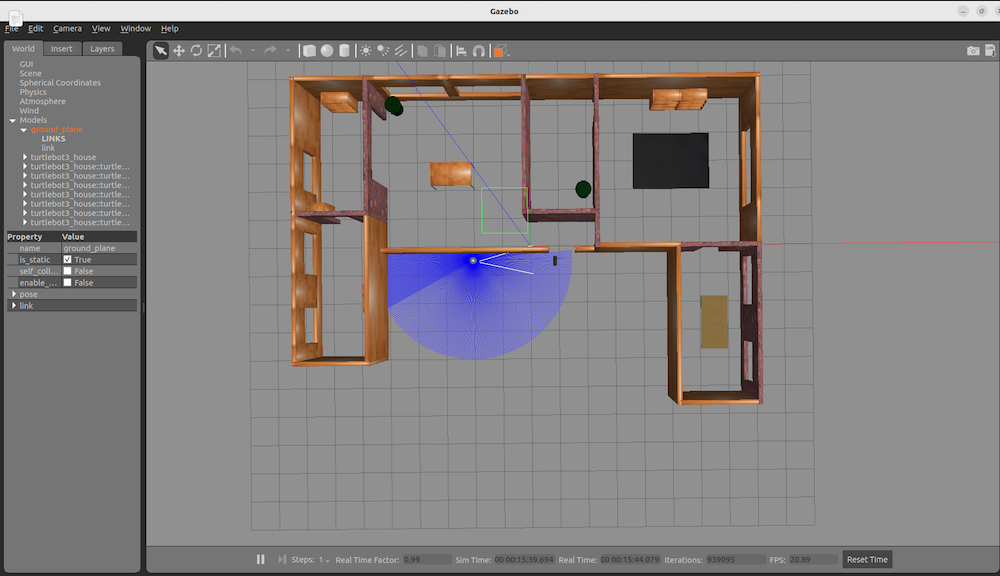 Gazebo
File Edit Camera View Window Help
World Insert Layers
GUI
Scene
Spherical Coordinates
Physics
Atmosphere
Wind
Models
ground_plane
LINKS
link
turtlebot3_house
turtlebot3_house::turtle...
turtlebot3_house::turtle...
turtlebot3_house::turtle...
turtlebot3_house::turtle...
turtlebot3_house::turtle...
turtlebot3_house::turtle...
turtlebot3_house::turtle...
Property Value
name ground_plane
is_static True
self_coll... False
enable_... False
pose
link
Steps: 1 Real Time Factor: 0.99 Sim Time: 00 00:15:39.694 Real Time: 00 00:15:44.079 Iterations: 939095 FPS: 20.89 Reset Time